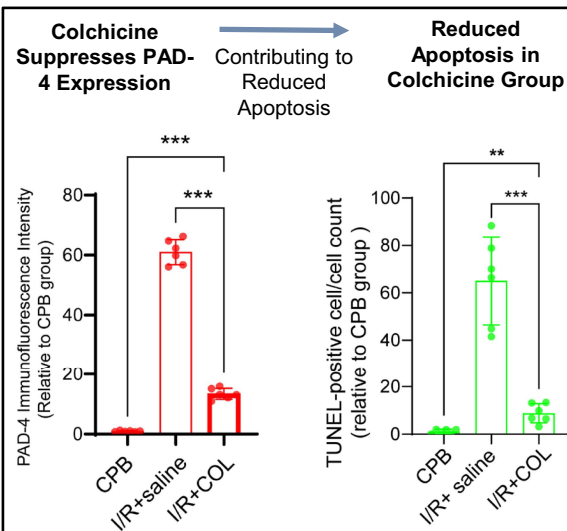 Colchicine
Suppresses PAD-
4 Expression
Contributing to
Reduced
Apoptosis
Reduced
Apoptosis in
Colchicine Group
PAD-4 Immunofluorescence Intensity
(Relative to CPB group)
80
60
40
20
0
***
***
CPB
I/R+saline
I/R+COL
TUNEL-positive cell/cell count
(relative to CPB group )
100
80
60
40
20
0
**
***
CPB
I/R+ saline
I/R+COL